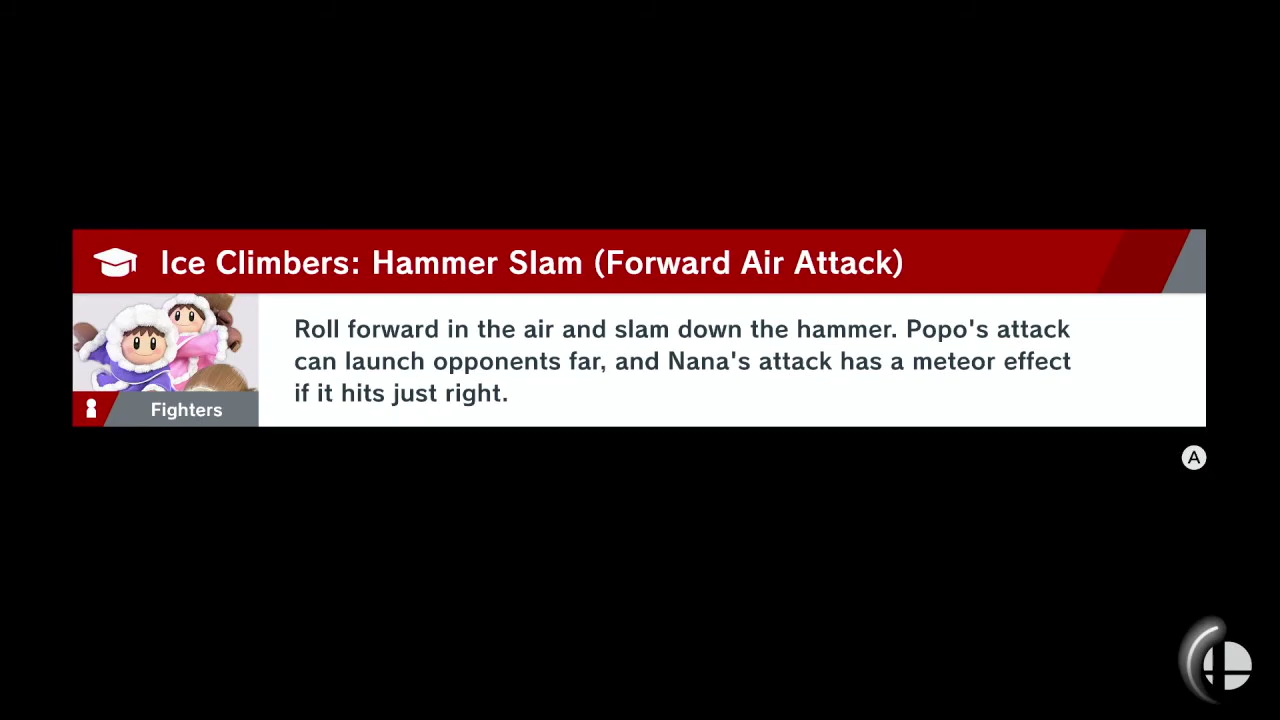 Ice Climbers: Hammer Slam (Forward Air Attack)
Roll forward in the air and slam down the hammer. Popo's attack
can launch opponents far, and Nana's attack has a meteor effect
if it hits just right.
Fighters
A